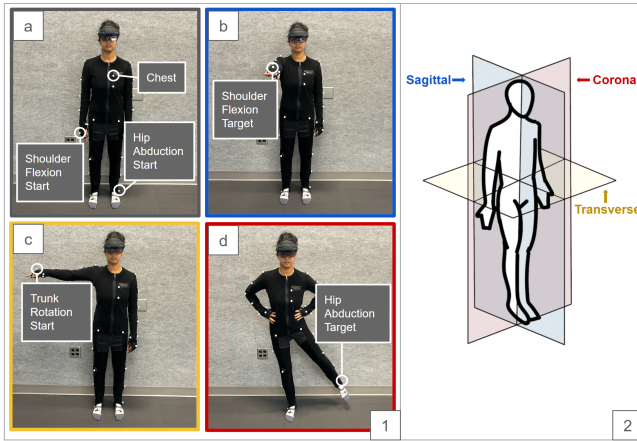 a
Chest
Shoulder
Flexion
Start
Hip
Abduction
Start
b
Shoulder
Flexion
Target
c
Trunk
Rotation
Start
d
Hip
Abduction
Target
1
Sagittal
Corona
Transverse
2